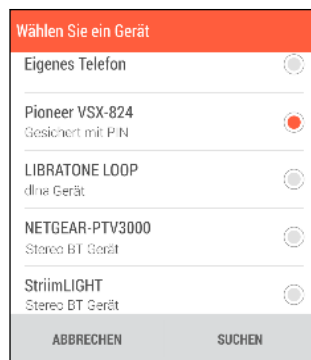 Wählen Sie ein Gerät
Eigenes Telefon
Pioneer VSX-824
Gesichert mit PIN
LIBRATONE LOOP
dlna Gerät
NETGEAR-PTV3000
Stereo BT Gerät
StriimLIGHT
Stereo BT Gerät
ABBRECHEN SUCHEN